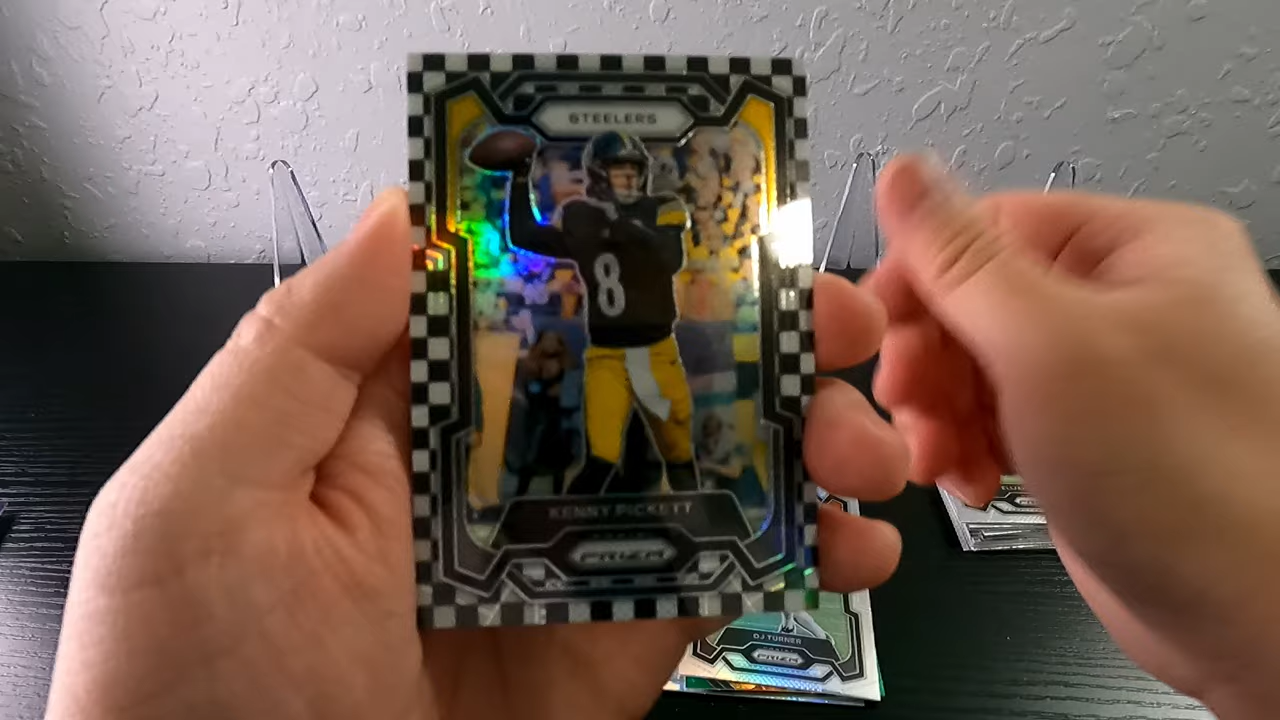 STEELERS
8
KENNY PICKETT
PRIZM
DJ TURNER
PRIZM